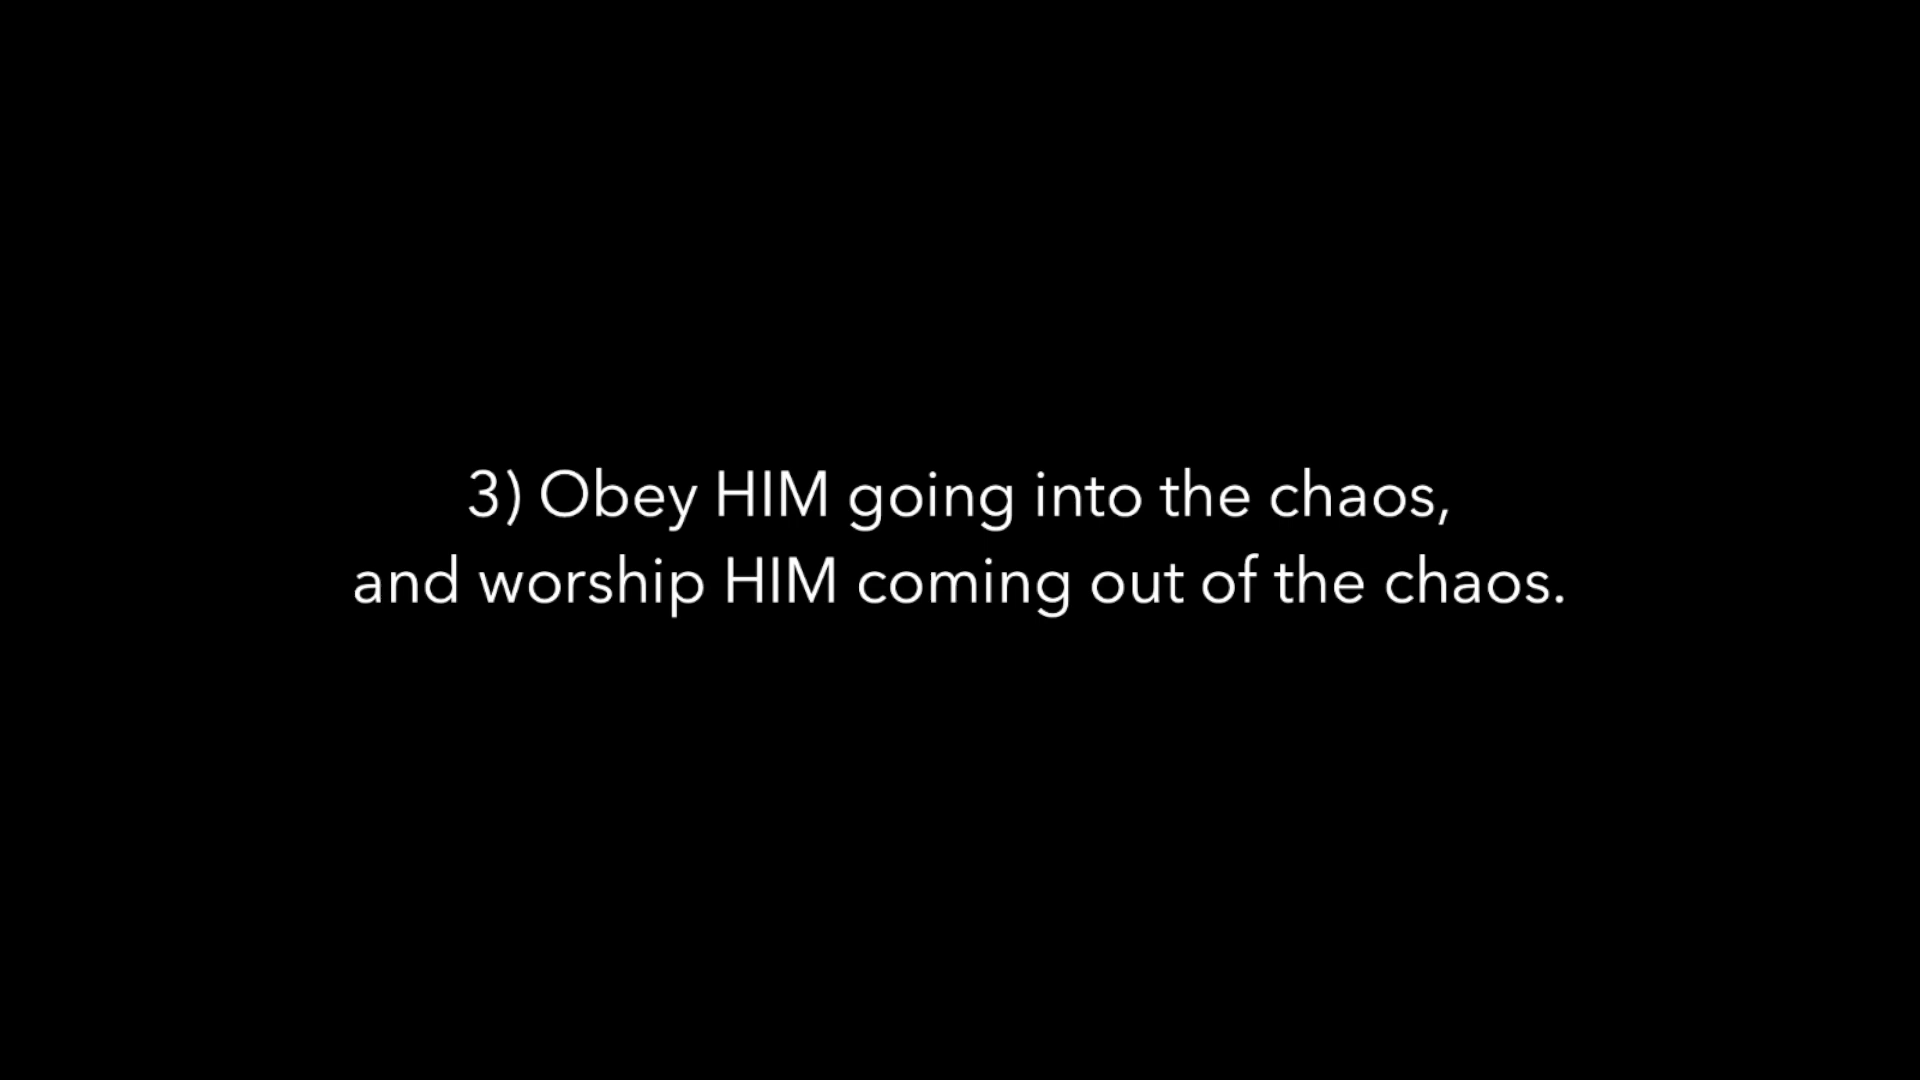 3) Obey HIM going into the chaos,
and worship HIM coming out of the chaos.